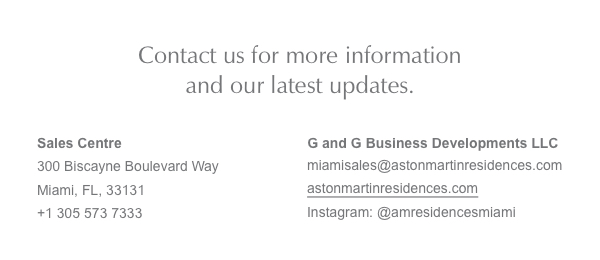 Contact us for more information
and our latest updates.
Sales Centre
300 Biscayne Boulevard Way
Miami, FL, 33131
+1 305 573 7333
G and G Business Developments LLC
miamisales@astonmartinresidences.com
astonmartinresidences.com
Instagram: @amresidencesmiami